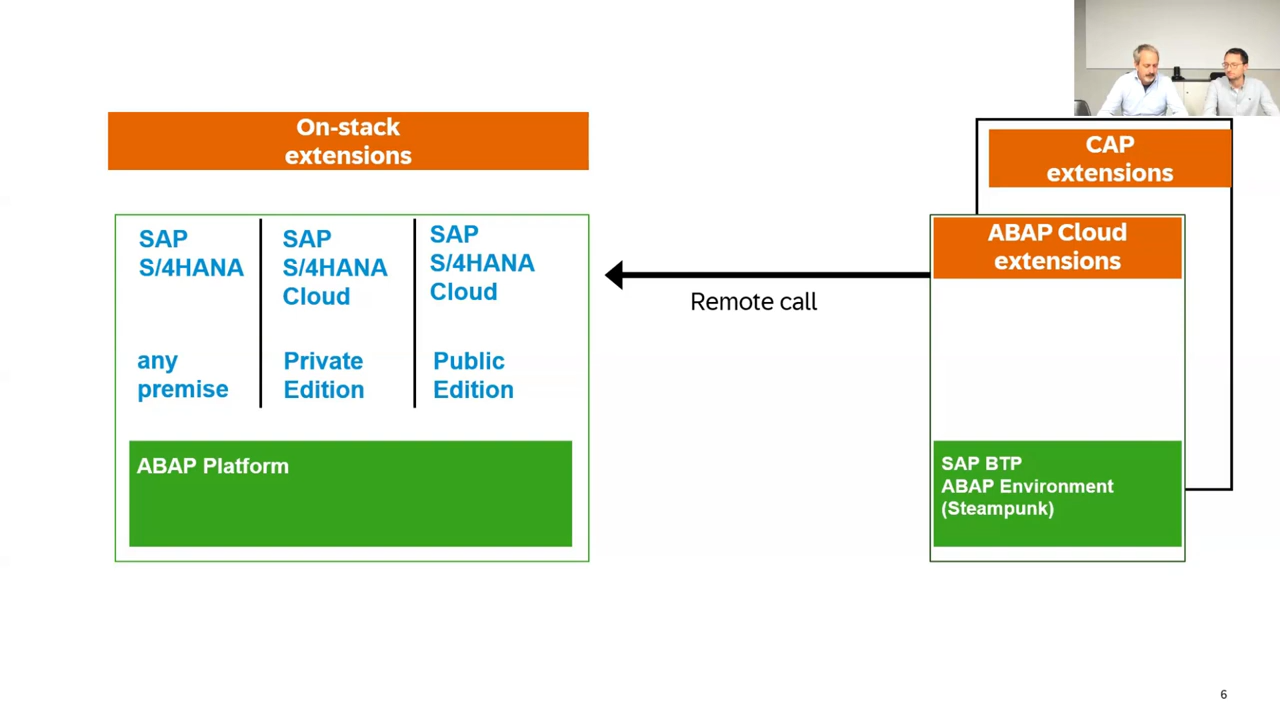 On-stack
extensions
SAP
S/4HANA
any
premise
SAP
S/4HANA
Cloud
Private
Edition
SAP
S/4HANA
Cloud
Public
Edition
ABAP Platform
Remote call
CAP
extensions
ABAP Cloud
extensions
SAP BTP
ABAP Environment
(Steampunk)
6